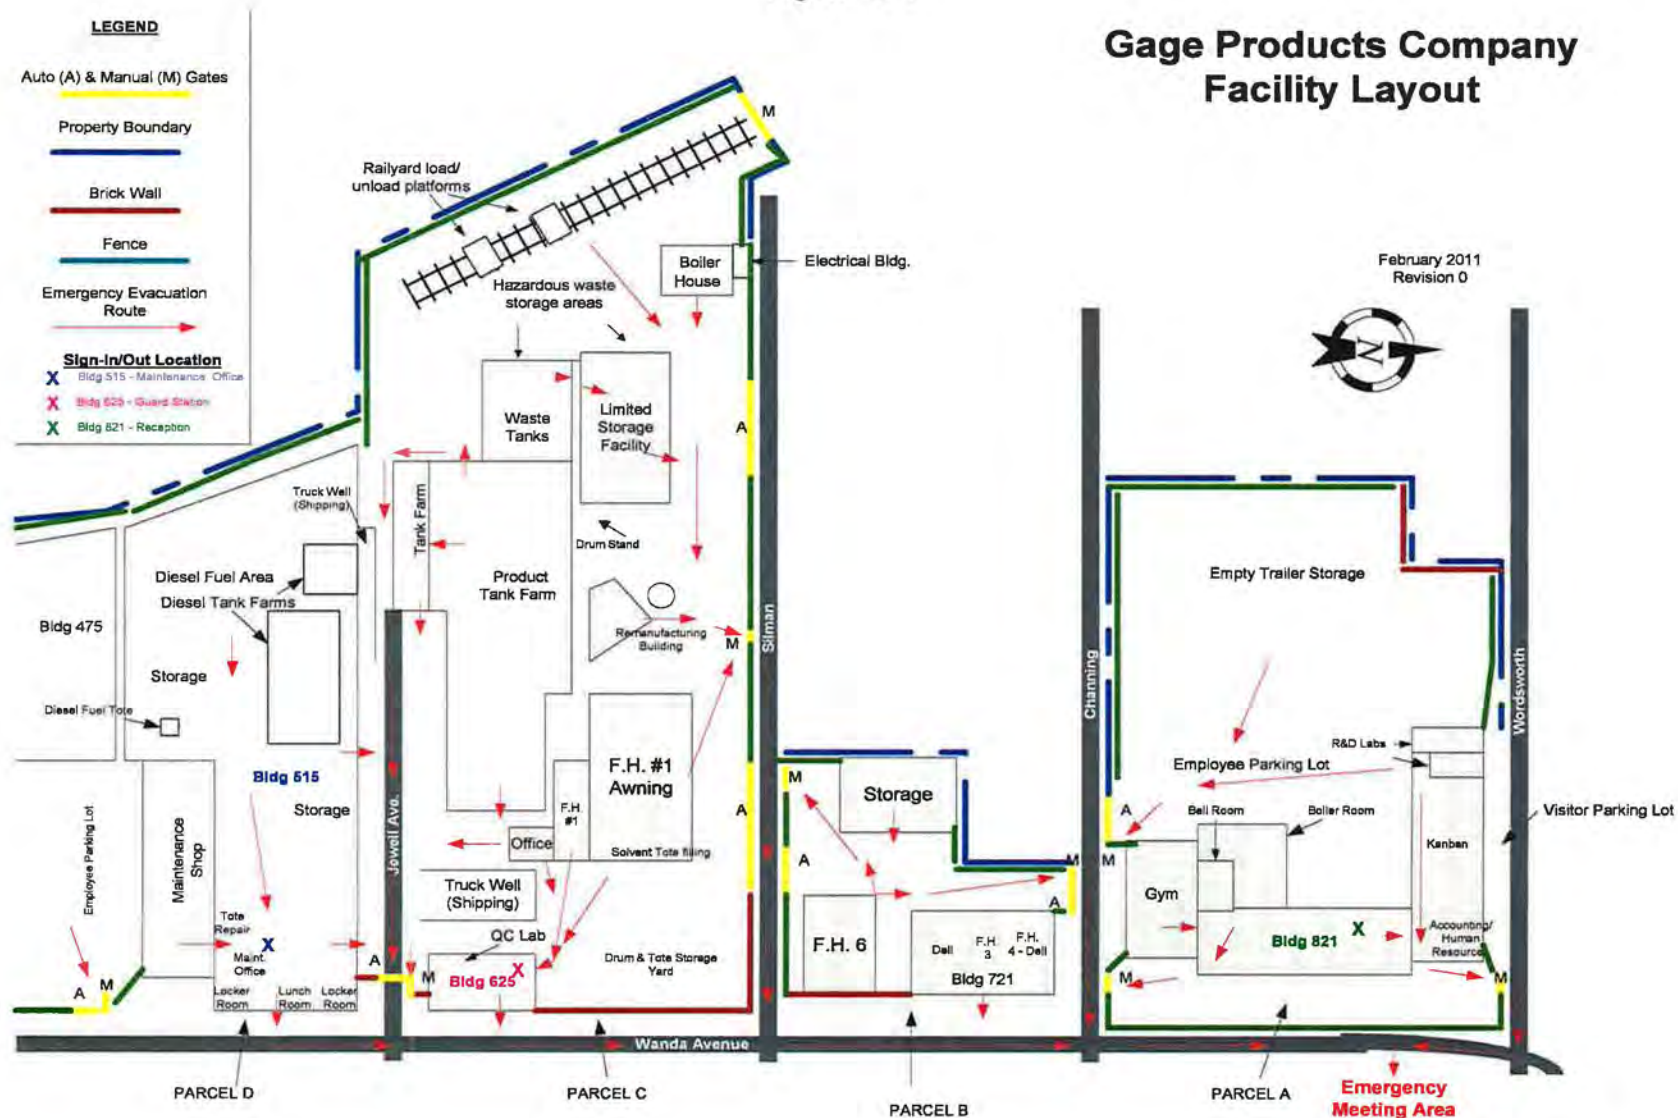 Gage Products Company
Facility Layout
LEGEND
Auto (A) & Manual (M) Gates
Property Boundary
Brick Wall
Fence
Emergency Evacuation
Route
Sign-In/Out Location
X Bldg 515 - Maintenance Office
X Bldg 625 - Guard Station
X Bldg 821 - Reception
February 2011
Revision 0
N
Railyard load/
unload platforms
M
Boiler
House
Electrical Bldg.
Hazardous waste
storage areas
Waste
Tanks
Limited
Storage
Facility
A
Truck Well
(Shipping)
Tank Farm
Drum Stand
Product
Tank Farm
Diesel Fuel Area
Diesel Tank Farms
Bldg 475
Storage
Diesel Fuel Tote
Remanufacturing
Building
M
Silman
Bldg 515
Storage
F.H. #1
Awning
F.H.
#1
Office
Solvent Tote filling
A
Employee Parking Lot
Maintenance
Shop
Jewell Ave.
Truck Well
(Shipping)
QC Lab
Tote
Repair
X
Maint.
Office
Locker
Room
Lunch
Room
Locker
Room
A
M
A
M
Bldg 625
X
Drum & Tote Storage
Yard
M
Storage
A
F.H. 6
Dell
F.H.
3
F.H.
4 - Dell
Bldg 721
M
A
Channing
Empty Trailer Storage
Wordsworth
R&D Labs
Employee Parking Lot
A
Bell Room
Boiler Room
Visitor Parking Lot
M
Kanban
Gym
Bldg 821
X
Accounting/
Human
Resource
M
M
Wanda Avenue
PARCEL D
PARCEL C
PARCEL B
PARCEL A
Emergency
Meeting Area